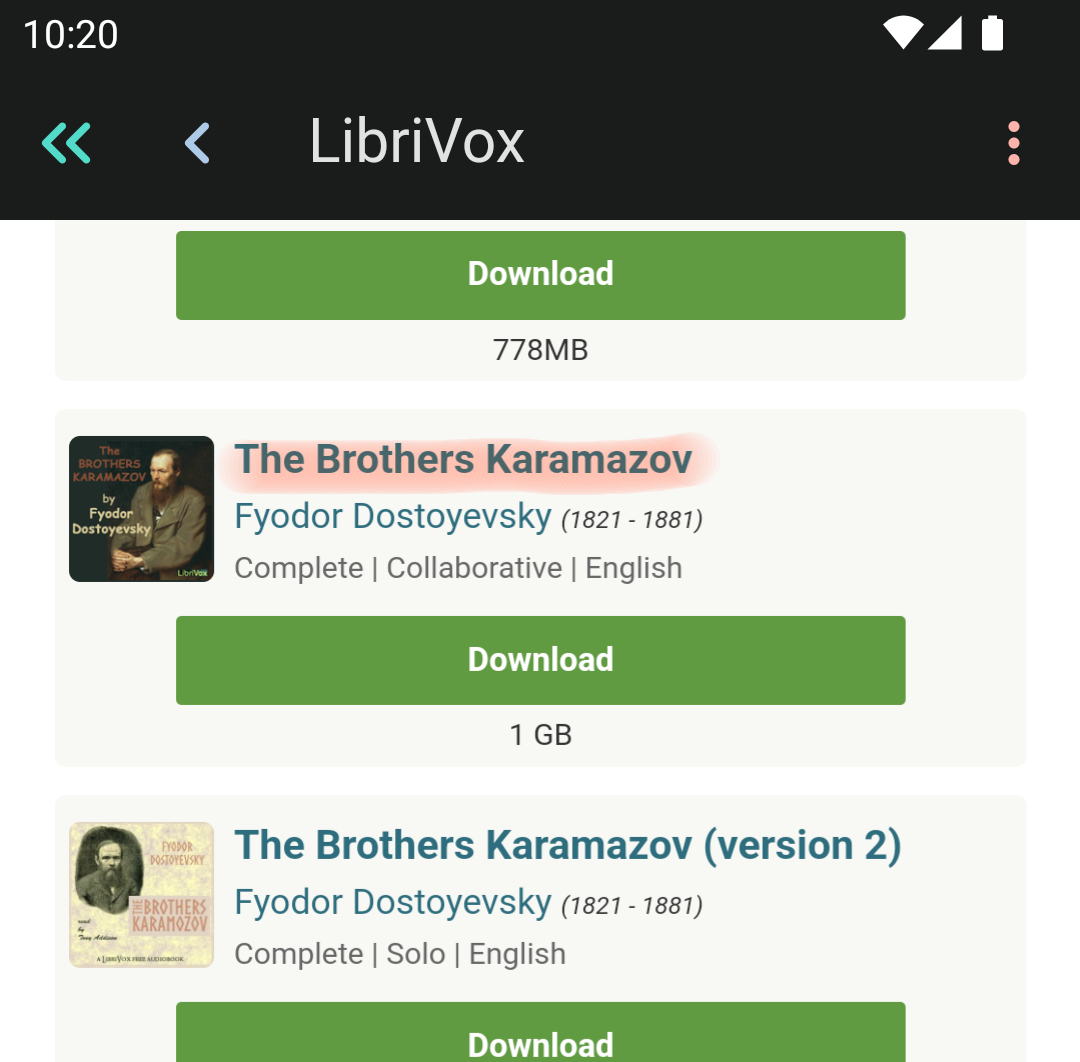 10:20
LibriVox
Download
778MB
The
BROTHERS
KARAMAZOV
by
Fyodor
Dostoyevsky
LibriVox
The Brothers Karamazov
Fyodor Dostoyevsky (1821 - 1881)
Complete | Collaborative | English
Download
1 GB
FYODOR
DOSTOYEVSKY
THE BROTHERS
KARAMOZOV
read
by
Tony Addison
A LIBRIVOX FREE AUDIOBOOK
The Brothers Karamazov (version 2)
Fyodor Dostoyevsky (1821 - 1881)
Complete | Solo | English
Download